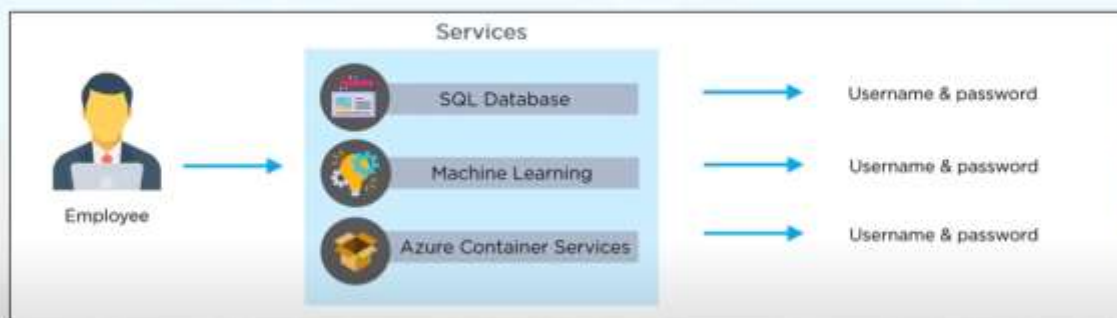 Services
SQL Database
Username & password
Machine Learning
Username & password
Employee
Azure Container Services
Username & password